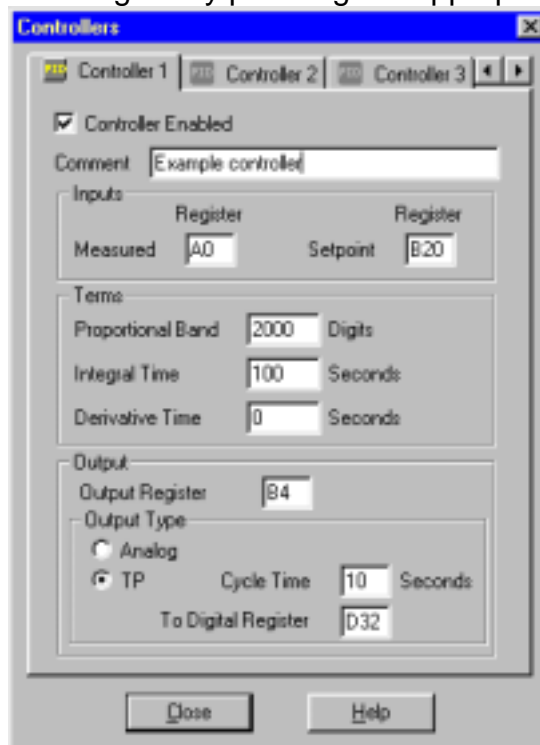 Controllers
Controller 1 Controller 2 Controller 3
Controller Enabled
Comment Example controller
Inputs
Register Register
Measured A0 Setpoint B20
Terms
Proportional Band 2000 Digits
Integral Time 100 Seconds
Derivative Time 0 Seconds
Output
Output Register B4
Output Type
Analog
TP Cycle Time 10 Seconds
To Digital Register D32
Close Help